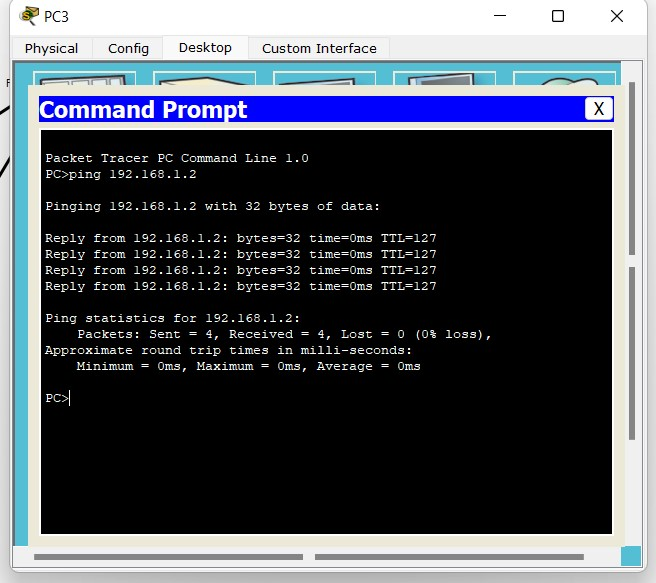 PC3
Physical Config Desktop Custom Interface
Command Prompt X
Packet Tracer PC Command Line 1.0
PC>ping 192.168.1.2
Pinging 192.168.1.2 with 32 bytes of data:
Reply from 192.168.1.2: bytes=32 time=0ms TTL=127
Reply from 192.168.1.2: bytes=32 time=0ms TTL=127
Reply from 192.168.1.2: bytes=32 time=0ms TTL=127
Reply from 192.168.1.2: bytes=32 time=0ms TTL=127
Ping statistics for 192.168.1.2:
Packets: Sent = 4, Received = 4, Lost = 0 (0% loss),
Approximate round trip times in milli-seconds:
Minimum = 0ms, Maximum = 0ms, Average = 0ms
PC>